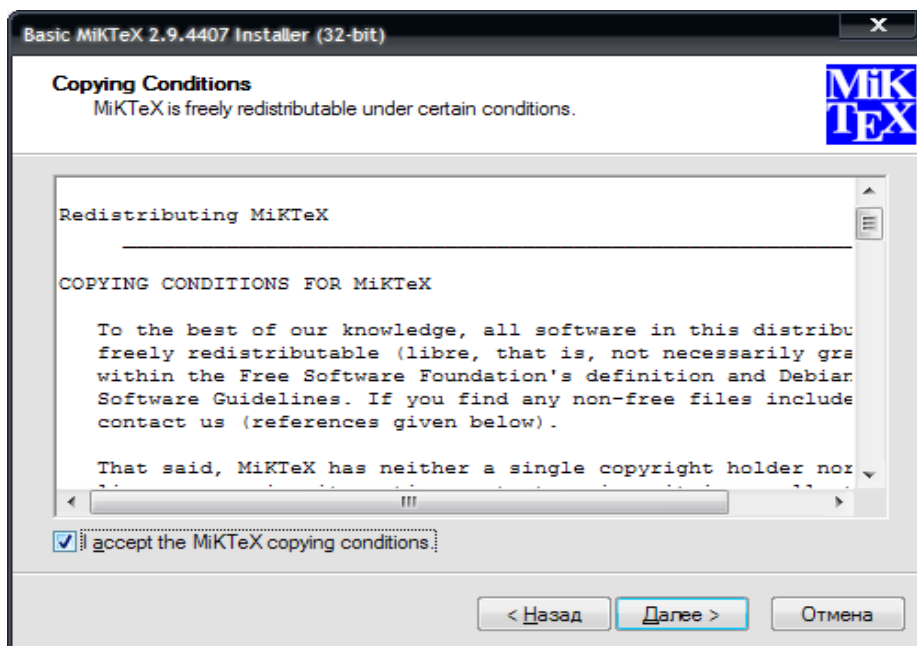 Basic MiKTeX 2.9.4407 Installer (32-bit)
x
Copying Conditions
MiKTeX is freely redistributable under certain conditions.
MiK
TEX
Redistributing MiKTeX
COPYING CONDITIONS FOR MiKTeX
To the best of our knowledge, all software in this distribu
freely redistributable (libre, that is, not necessarily gra
within the Free Software Foundation's definition and Debian
Software Guidelines. If you find any non-free files include
contact us (references given below).
That said, MiKTeX has neither a single copyright holder nor
I accept the MiKTeX copying conditions.
< Назад
Далее >
Отмена